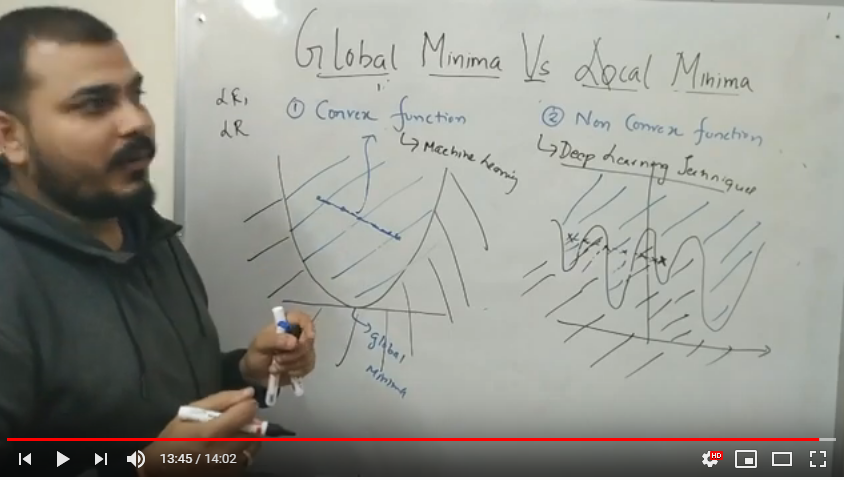 Global Minima Vs Local Minima
LR,
LR
① Convex function
② Non Convex function
↳ Machine Learning
↳ Deep Learning Techniques
Global
Minima
13:45 / 14:02
HD